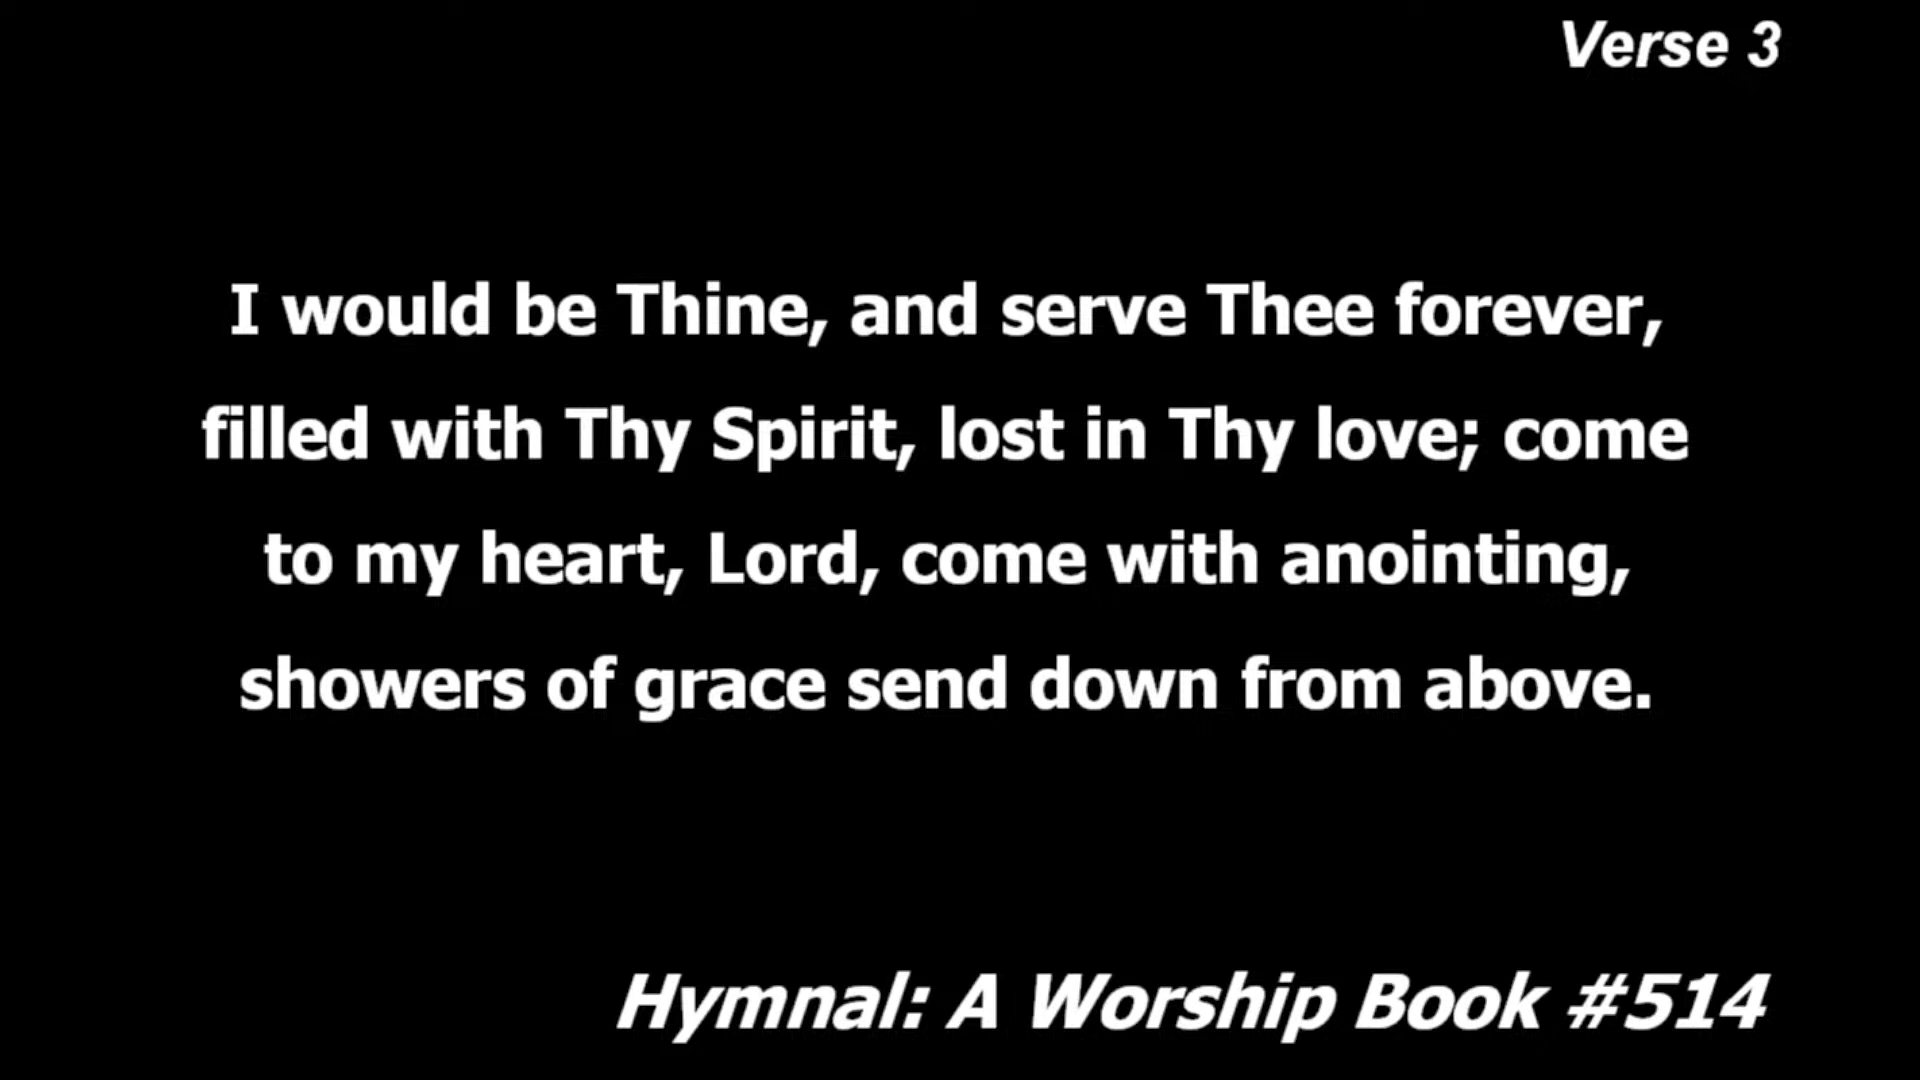 Verse 3
I would be Thine, and serve Thee forever,
filled with Thy Spirit, lost in Thy love; come
to my heart, Lord, come with anointing,
showers of grace send down from above.
Hymnal: A Worship Book #514